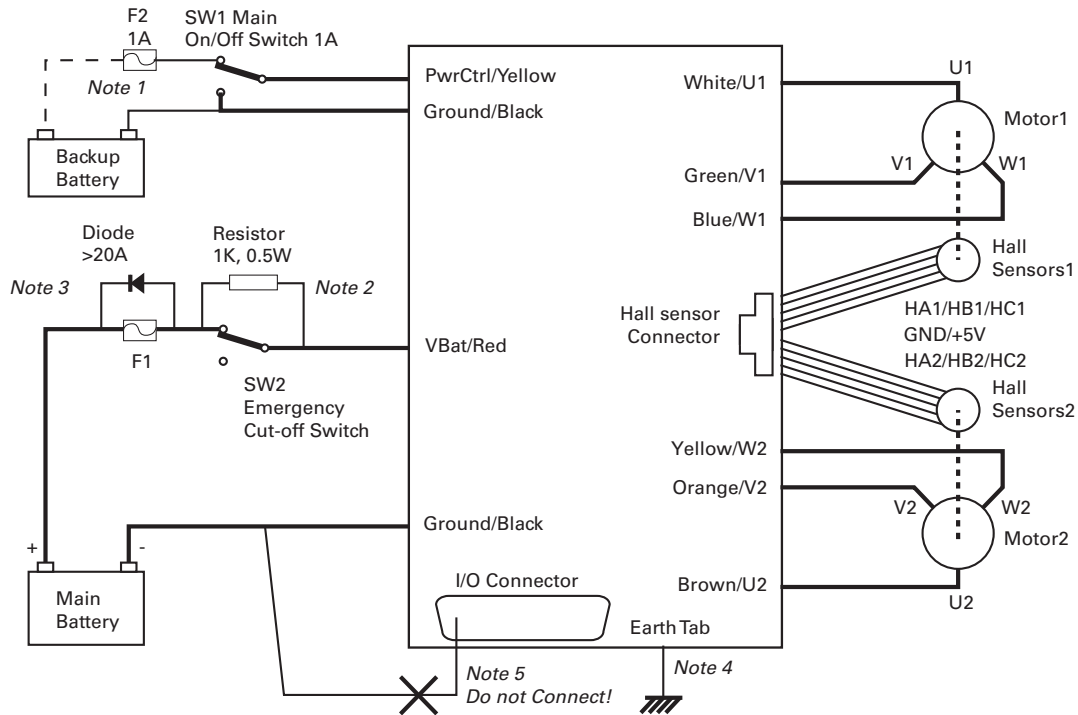 F2
1A
SW1 Main
On/Off Switch 1A
Note 1
Backup
Battery
PwrCtrl/Yellow
Ground/Black
White/U1
U1
Motor1
V1
W1
Green/V1
Blue/W1
Diode
>20A
Resistor
1K, 0.5W
Note 3
Note 2
F1
SW2
Emergency
Cut-off Switch
VBat/Red
Hall sensor
Connector
Hall
Sensors1
HA1/HB1/HC1
GND/+5V
HA2/HB2/HC2
Hall
Sensors2
Yellow/W2
Orange/V2
V2
W2
Motor2
Brown/U2
U2
Ground/Black
+
-
Main
Battery
I/O Connector
Earth Tab
Note 5
Do not Connect!
Note 4